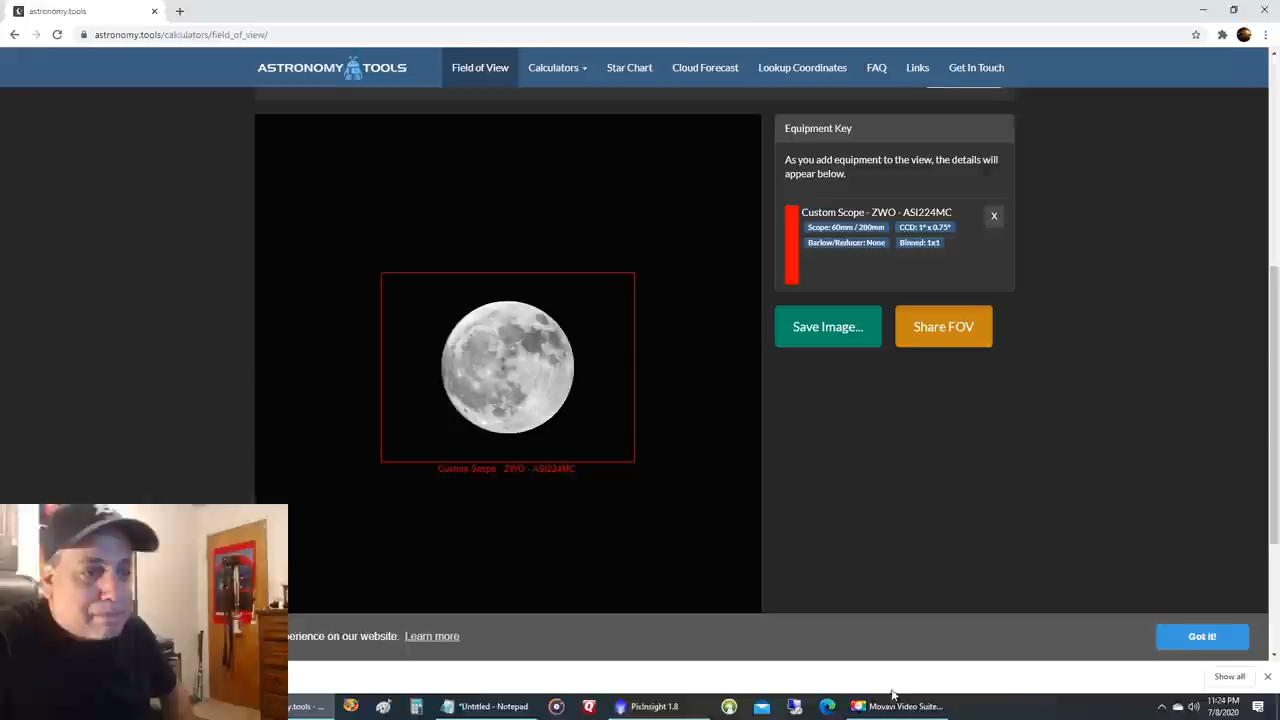 astronomy.tools
astronomy.tools/calculators/field_of_view/
ASTRONOMY TOOLS
Field of View
Calculators
Star Chart
Cloud Forecast
Lookup Coordinates
FAQ
Links
Get In Touch
Equipment Key
As you add equipment to the view, the details will
appear below.
Custom Scope - ZWO - ASI224MC
X
Scope: 60mm / 280mm CCD: 1° x 0.75°
Barlow/Reducer: None Binned: 1x1
Save Image...
Share FOV
Custom Scope ZWO - ASI224MC
perience on our website. Learn more
Got it!
Show all
y.tools - ...
*Untitled - Notepad
PixInsight 1.8
Movavi Video Suite...
11:24 PM
7/8/2020